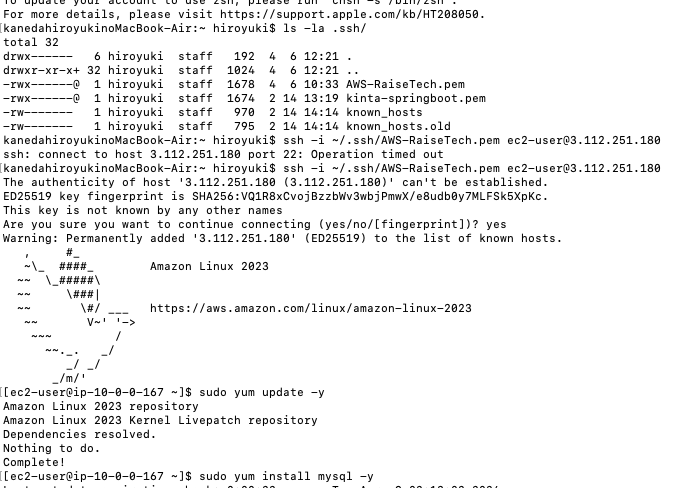 To update your account to use zsh, please run `chsh -s /bin/zsh`.
For more details, please visit https://support.apple.com/kb/HT208050.
[kanedahiroyukinoMacBook-Air:~ hiroyuki$ ls -la .ssh/
total 32
drwx------   6 hiroyuki  staff   192  4  6 12:21 .
drwxr-xr-x+ 32 hiroyuki  staff  1024  4  6 12:21 ..
-rwx------@  1 hiroyuki  staff  1678  4  6 10:33 AWS-RaiseTech.pem
-rwx------@  1 hiroyuki  staff  1674  2 14 13:19 kinta-springboot.pem
-rw-------   1 hiroyuki  staff   970  2 14 14:14 known_hosts
-rw-------   1 hiroyuki  staff   795  2 14 14:14 known_hosts.old
kanedahiroyukinoMacBook-Air:~ hiroyuki$ ssh -i ~/.ssh/AWS-RaiseTech.pem ec2-user@3.112.251.180
ssh: connect to host 3.112.251.180 port 22: Operation timed out
[kanedahiroyukinoMacBook-Air:~ hiroyuki$ ssh -i ~/.ssh/AWS-RaiseTech.pem ec2-user@3.112.251.180
The authenticity of host '3.112.251.180 (3.112.251.180)' can't be established.
ED25519 key fingerprint is SHA256:VQ1R8xCvojBzzbWv3wbjPmwX/e8udb0y7MLFSk5XpKc.
This key is not known by any other names
Are you sure you want to continue connecting (yes/no/[fingerprint])? yes
Warning: Permanently added '3.112.251.180' (ED25519) to the list of known hosts.
   ,     #_
   ~\_  ####_        Amazon Linux 2023
  ~~  \_#####\
  ~~     \###|
  ~~       \#/ ___   https://aws.amazon.com/linux/amazon-linux-2023
   ~~       V~' '->
    ~~~         /
      ~~._.   _/
         _/ _/
       _/m/'
[[ec2-user@ip-10-0-0-167 ~]$ sudo yum update -y
Amazon Linux 2023 repository
Amazon Linux 2023 Kernel Livepatch repository
Dependencies resolved.
Nothing to do.
Complete!
[[ec2-user@ip-10-0-0-167 ~]$ sudo yum install mysql -y